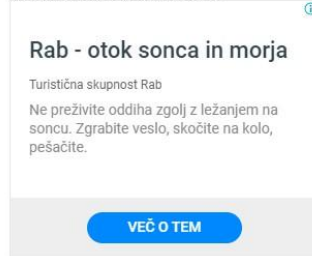 Rab - otok sonca in morja
Turistična skupnost Rab
Ne preživite oddiha zgolj z ležanjem na
soncu. Zgrabite veslo, skočite na kolo,
pešačite.
VEČ O TEM